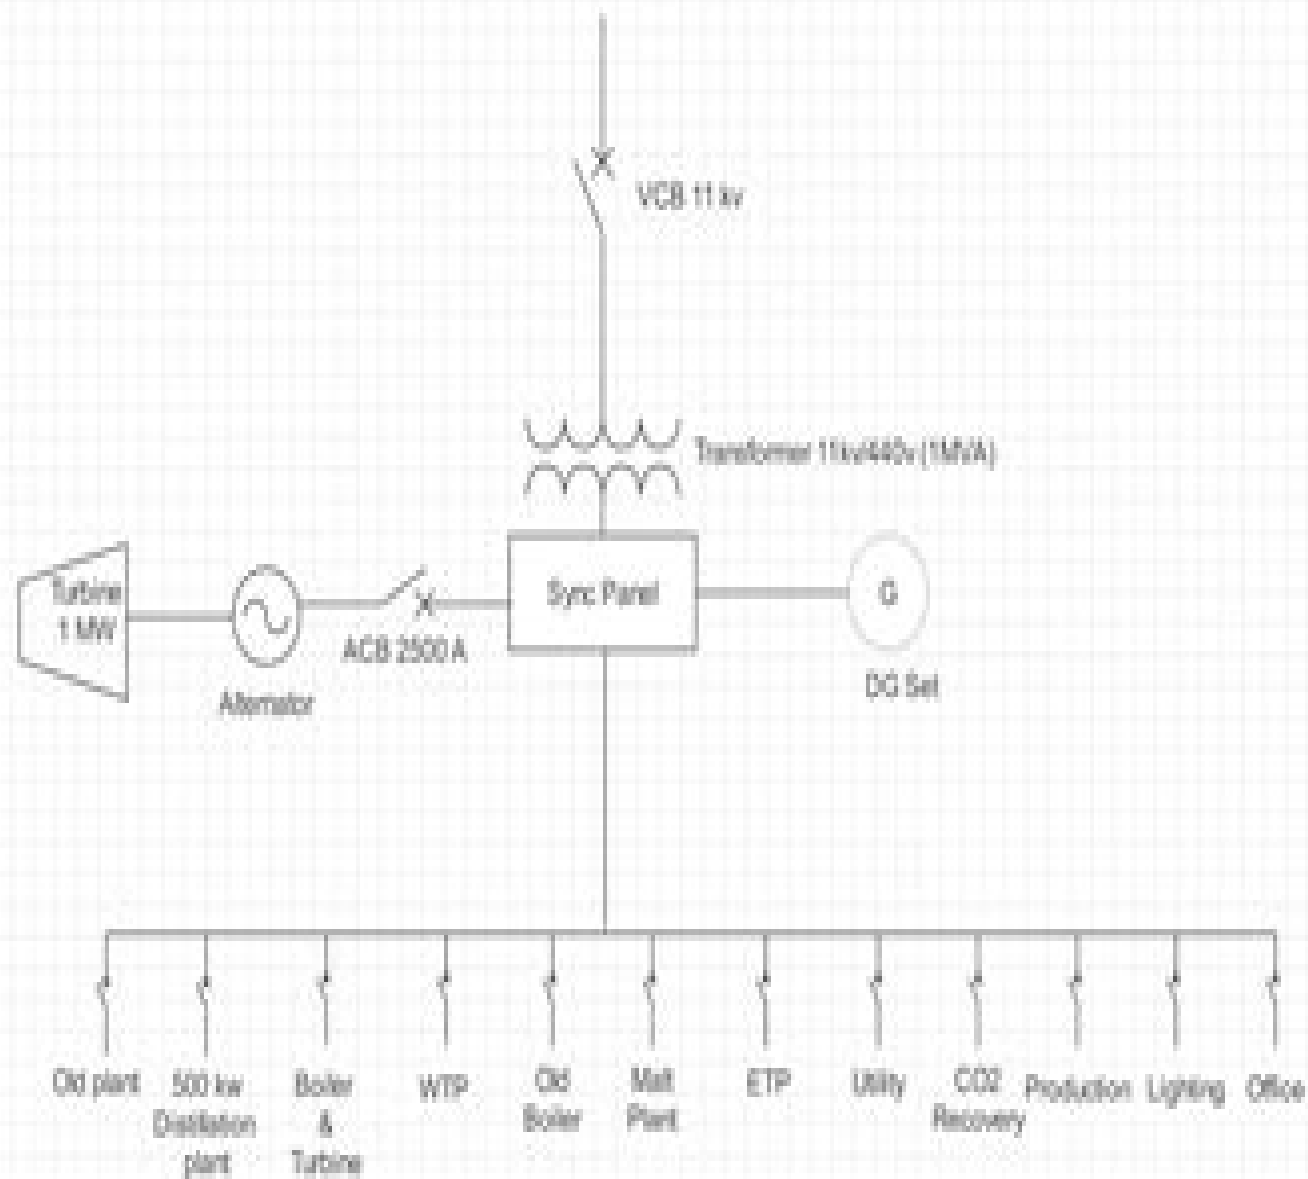 VCB 11 kv
Transformer 11kv/440v (1MVA)
Turbine
1 MW
Sync Panel
G
ACB 2500 A
Alternator
DG Set
Old plant
500 kw
Distillation
plant
Boiler
&
Turbine
WTP
Old
Boiler
Malt
Plant
ETP
Utility
CO2
Recovery
Production
Lighting
Office